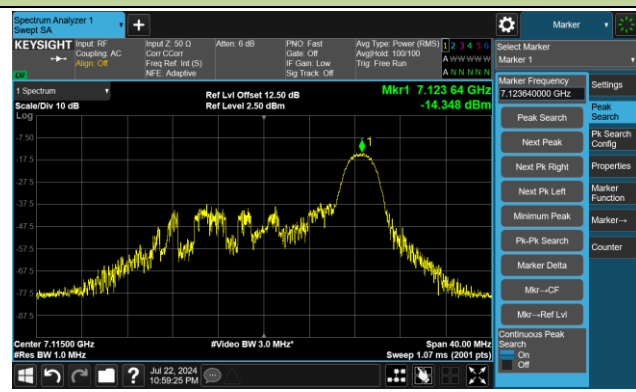 Spectrum Analyzer 1
Swept SA
Marker
KEYSIGHT
Input: RF
Coupling: AC
Align: Off
Input Z: 50 Ω
Corr CCorr
Freq Ref: Int (S)
NFE: Adaptive
Atten: 6 dB
PNO: Fast
Gate: Off
IF Gain: Low
Sig Track: Off
Avg Type: Power (RMS)
Avg|Hold: 100/100
Trig: Free Run
1 2 3 4 5 6
A W W W W W
A N N N N N
Select Marker
Marker 1
1 Spectrum
Scale/Div 10 dB
Log
Ref Lvl Offset 12.50 dB
Ref Level 2.50 dBm
Mkr1 7.123 64 GHz
-14.348 dBm
1
-7.50
-17.5
-27.5
-37.5
-47.5
-57.5
-67.5
-77.5
-87.5
Center 7.11500 GHz
#Res BW 1.0 MHz
#Video BW 3.0 MHz*
Span 40.00 MHz
Sweep 1.07 ms (2001 pts)
Marker Frequency
7.123640000 GHz
Peak Search
Next Peak
Next Pk Right
Next Pk Left
Minimum Peak
Pk-Pk Search
Marker Delta
Mkr→CF
Mkr→Ref Lvl
Continuous Peak
Search
On
Off
Settings
Peak
Search
Pk Search
Config
Properties
Marker
Function
Marker→
Counter
?
Jul 22, 2024
10:59:25 PM